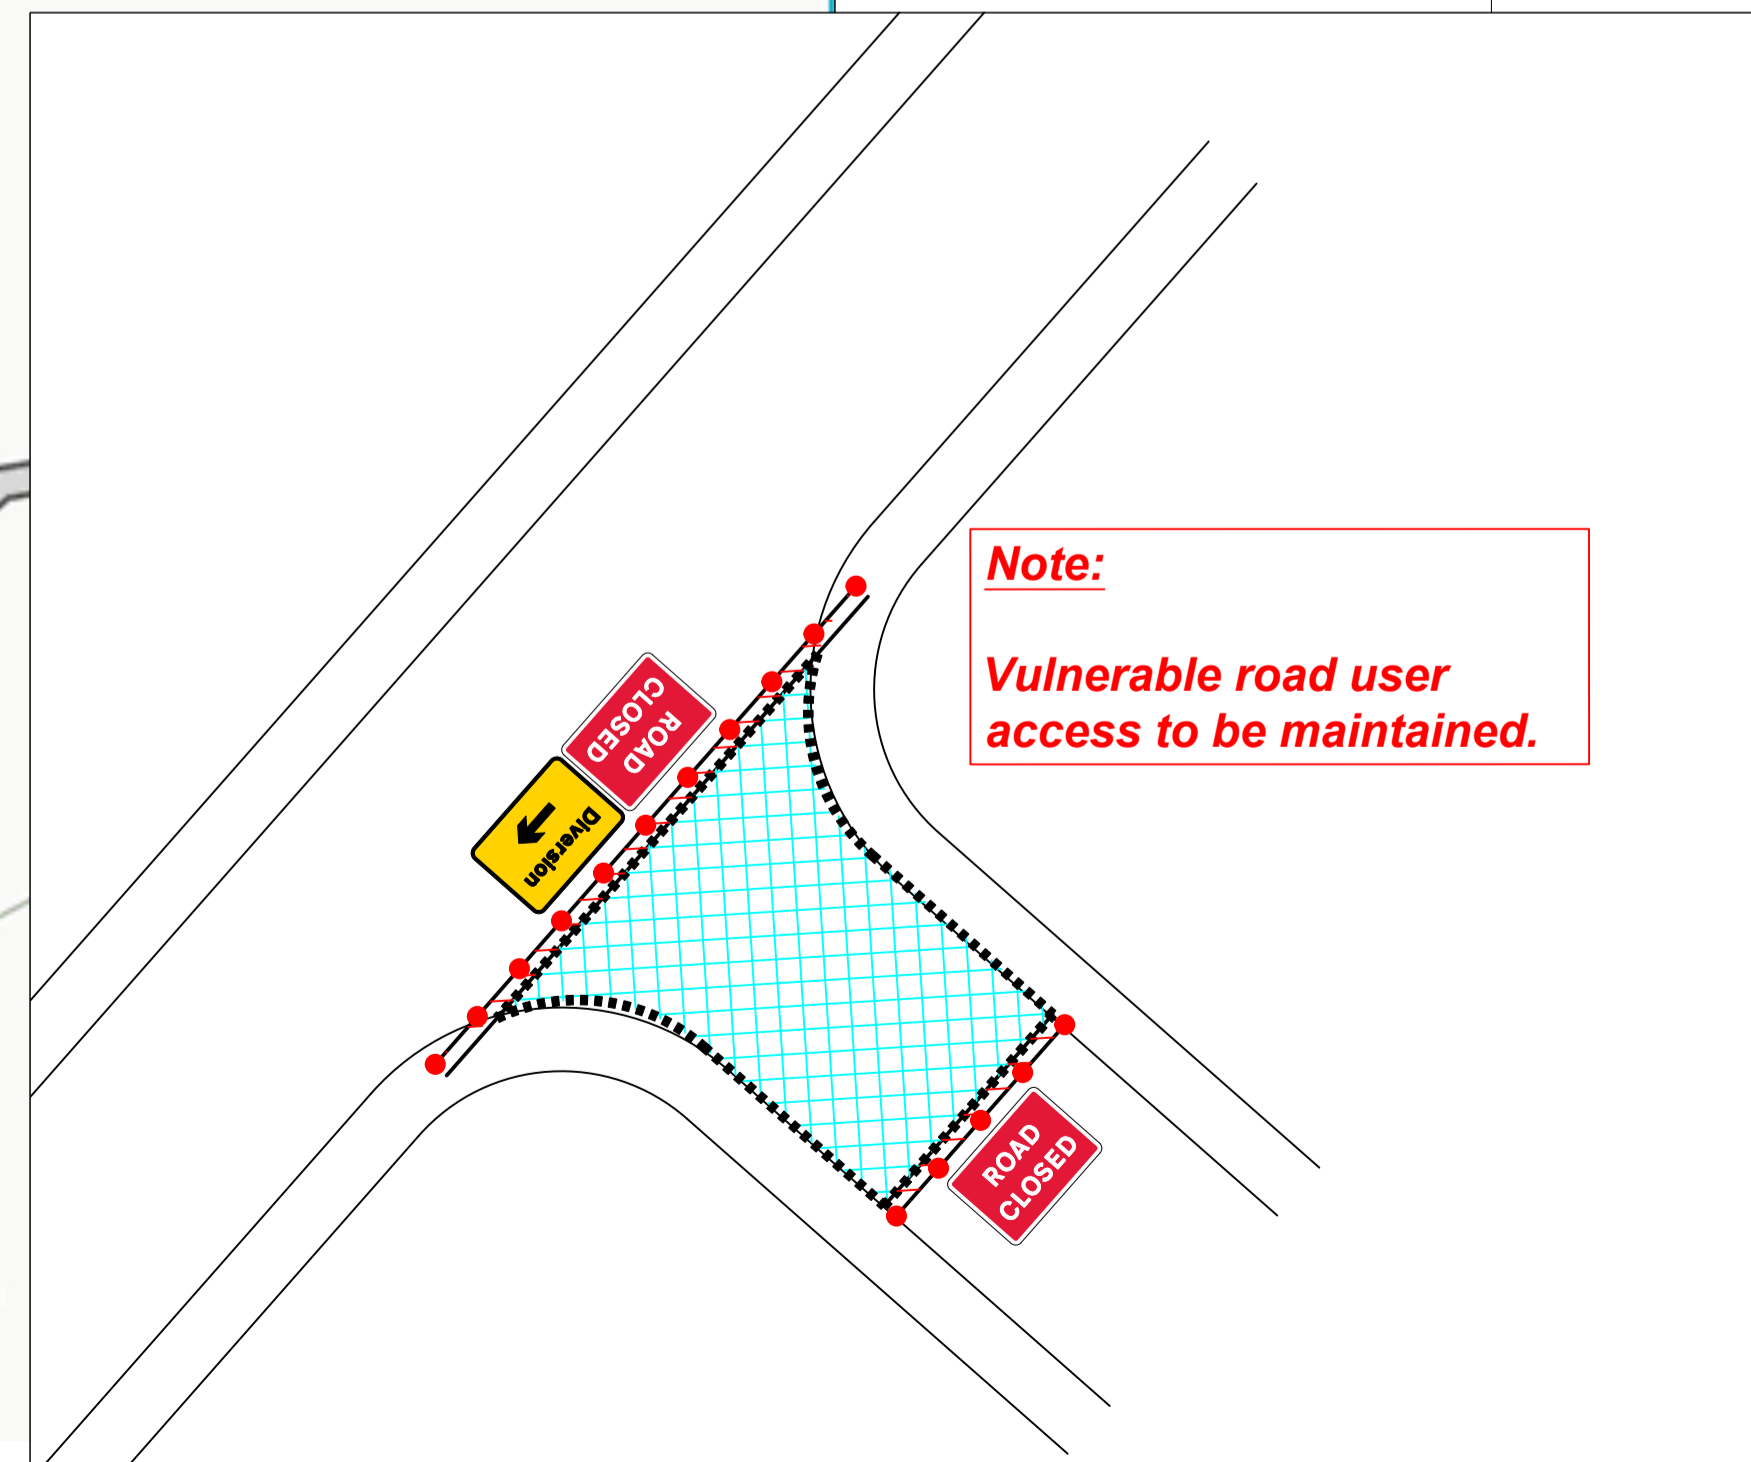 Note:
Vulnerable road user
access to be maintained.
ROAD
CLOSED
Diversion
ROAD
CLOSED